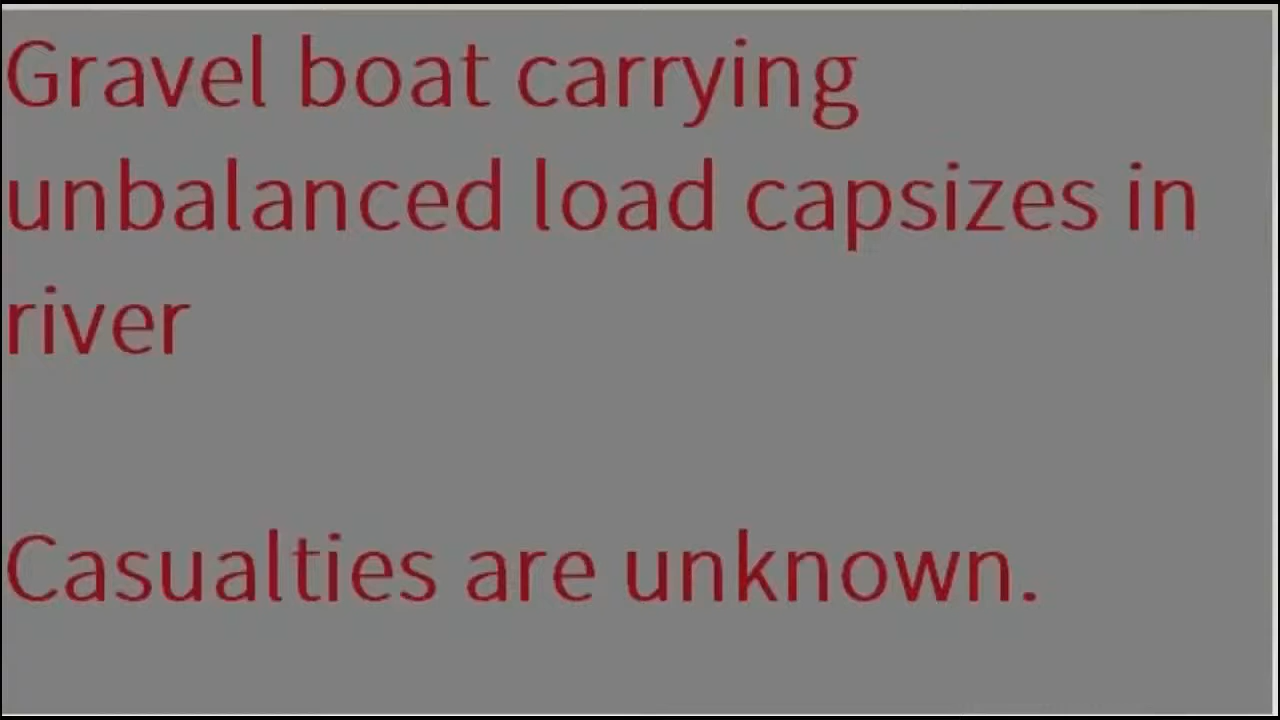 Gravel boat carrying
unbalanced load capsizes in
river
Casualties are unknown.